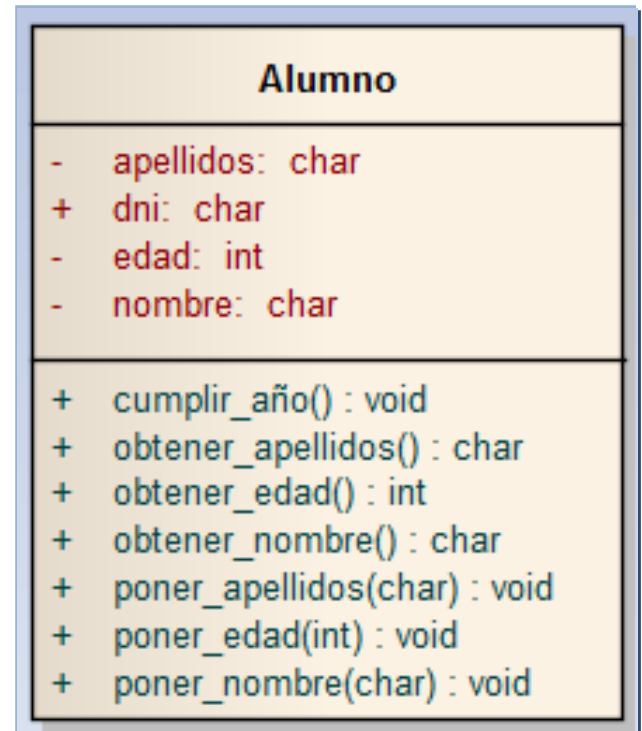 Alumno
- apellidos: char
+ dni: char
- edad: int
- nombre: char
+ cumplir_año() : void
+ obtener_apellidos() : char
+ obtener_edad() : int
+ obtener_nombre() : char
+ poner_apellidos(char) : void
+ poner_edad(int) : void
+ poner_nombre(char) : void